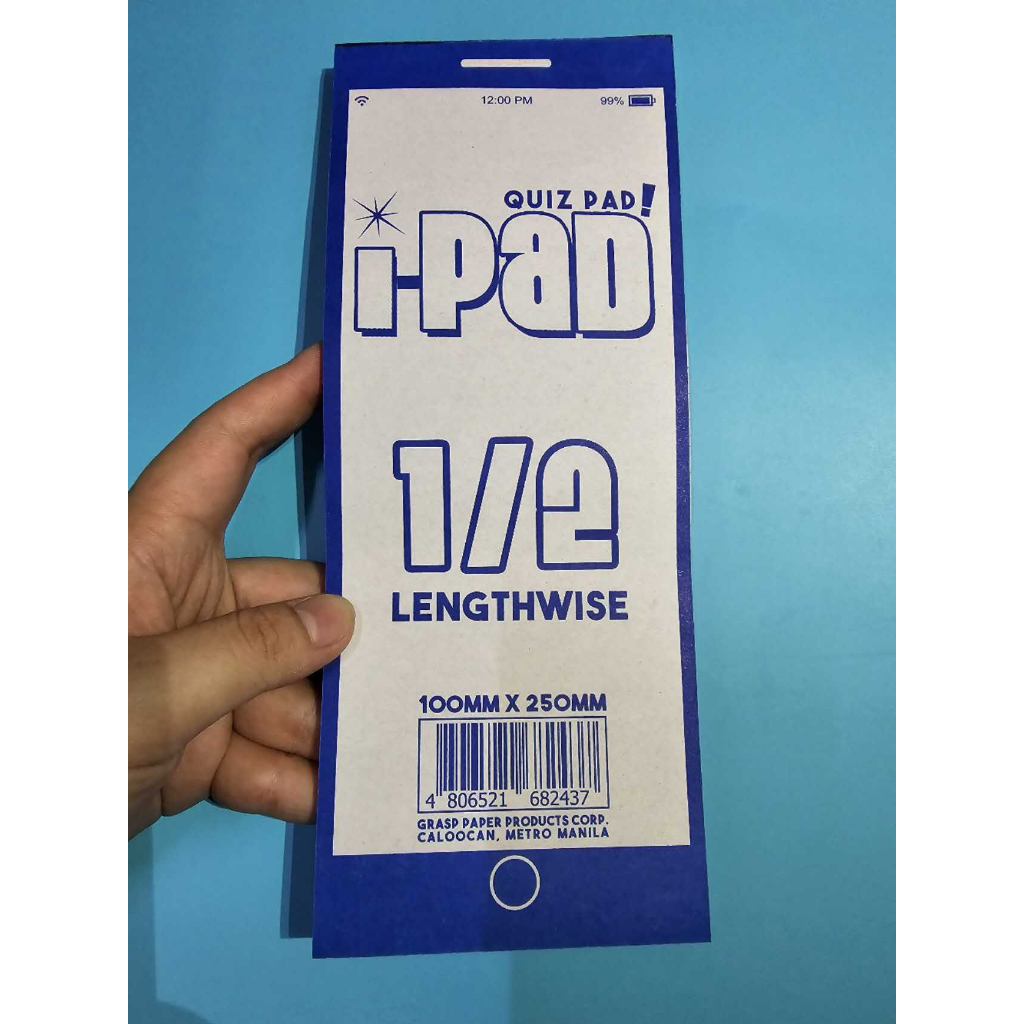 12:00 PM 99%
QUIZ PAD!
i-PaD
1/2
LENGTHWISE
100MM X 250MM
4 806521 682437
GRASP PAPER PRODUCTS CORP.
CALOOCAN, METRO MANILA